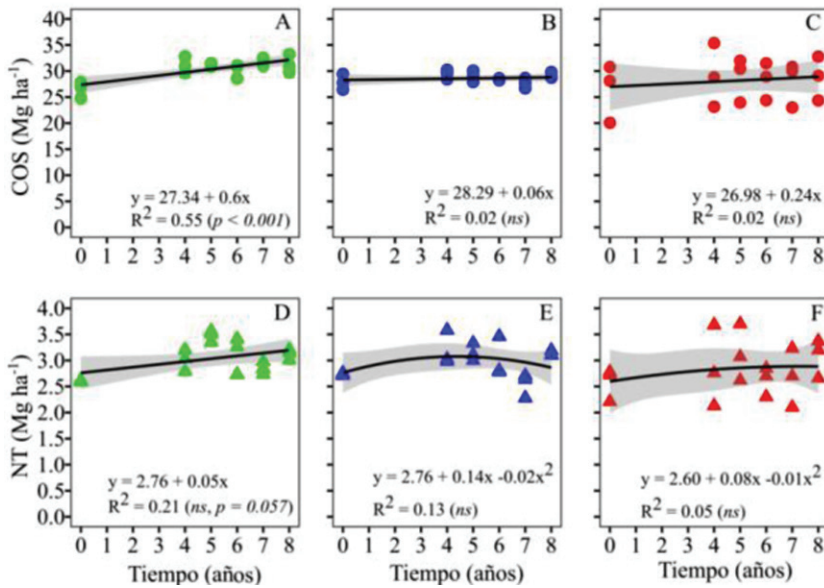 COS (Mg ha⁻¹)
40
35
30
25
20
15
10
5
0
A
y = 27.34 + 0.6x
R² = 0.55 (p < 0.001)
0 1 2 3 4 5 6 7 8
B
y = 28.29 + 0.06x
R² = 0.02 (ns)
0 1 2 3 4 5 6 7 8
C
y = 26.98 + 0.24x
R² = 0.02 (ns)
0 1 2 3 4 5 6 7 8
NT (Mg ha⁻¹)
4.0
3.5
3.0
2.5
2.0
1.5
1.0
0.5
0.0
D
y = 2.76 + 0.05x
R² = 0.21 (ns, p = 0.057)
0 1 2 3 4 5 6 7 8
Tiempo (años)
E
y = 2.76 + 0.14x -0.02x²
R² = 0.13 (ns)
0 1 2 3 4 5 6 7 8
Tiempo (años)
F
y = 2.60 + 0.08x -0.01x²
R² = 0.05 (ns)
0 1 2 3 4 5 6 7 8
Tiempo (años)